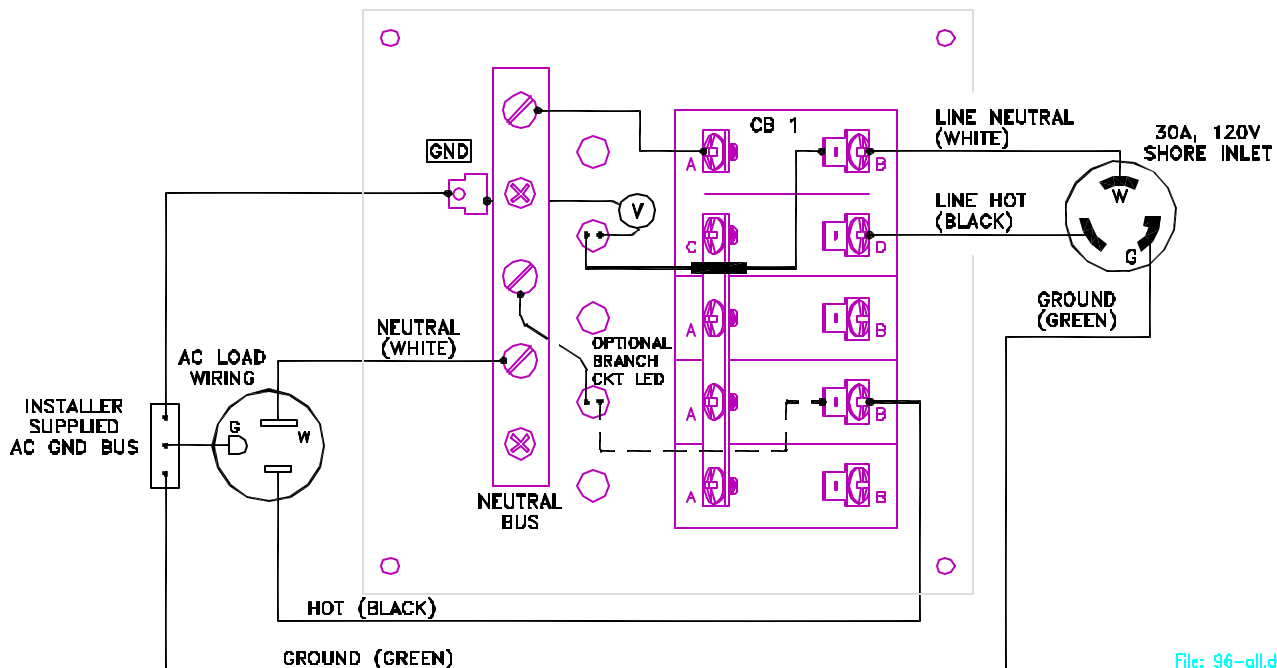 CB 1
LINE NEUTRAL
(WHITE)
30A, 120V
SHORE INLET
GND
A
B
W
V
LINE HOT
(BLACK)
C
D
G
GROUND
(GREEN)
NEUTRAL
(WHITE)
A
B
OPTIONAL
BRANCH
CKT LED
AC LOAD
WIRING
INSTALLER
SUPPLIED
AC GND BUS
G
W
A
B
A
B
NEUTRAL
BUS
HOT (BLACK)
GROUND (GREEN)
File: 96-all.d